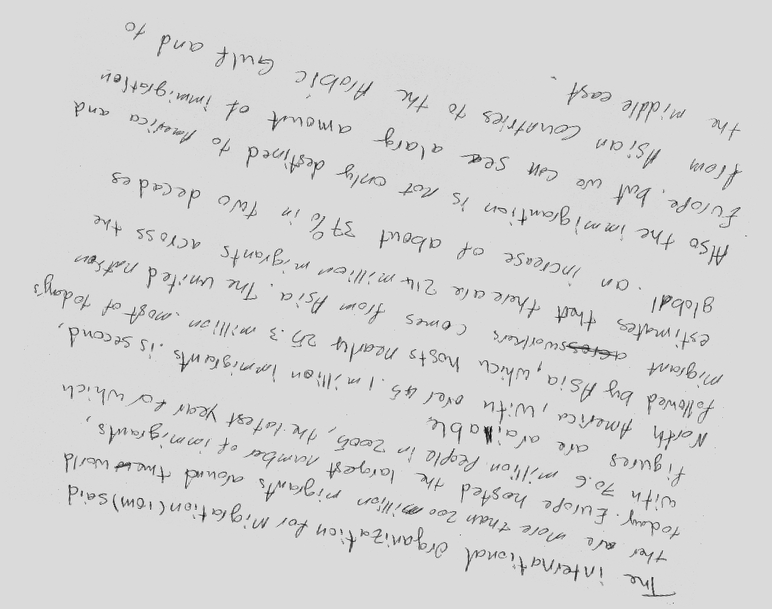 The international organization for Migration (iom) said
ther are more than 200 million migrants around the world
today. Europe hosted the largest number of immigrants,
with 70.6 million People in 2005, the latest year for which
figures are available
North America, with over 45.1 million immigrants. is second,
followed by Asia, which hosts nearly 25.3 million. most of today's
migrant workers comes from Asia. The united nation
estimates that there are 214 million migrants across the
global. an increase of about 37% in two decades
Also the immigrantion is not only destined to America and
Europe. but we can see alarg amount of immigration
from Asian Countries to the Arabic Gulf and to
the middle east.